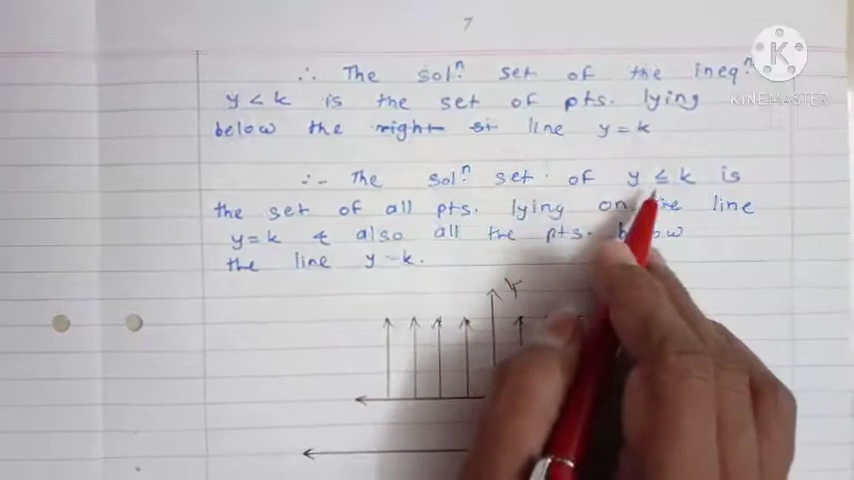 7
∴ The solⁿ. set of the ineqⁿ.
y < k is the set of pts. lying
below the right st line y = k
∴- The solⁿ set. of y ≤ k is
the set of all pts. lying on line
y = k & also all the pts.
the line y = k.
Y
K
KINEMASTER